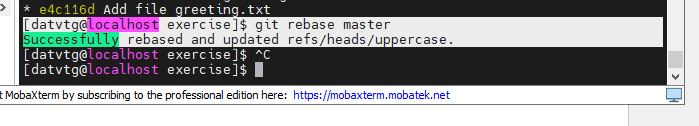 * e4c116d Add file greeting.txt
[datvtg@localhost exercise]$ git rebase master
Successfully rebased and updated refs/heads/uppercase.
[datvtg@localhost exercise]$ ^C
[datvtg@localhost exercise]$
t MobaXterm by subscribing to the professional edition here: https://mobaxterm.mobatek.net